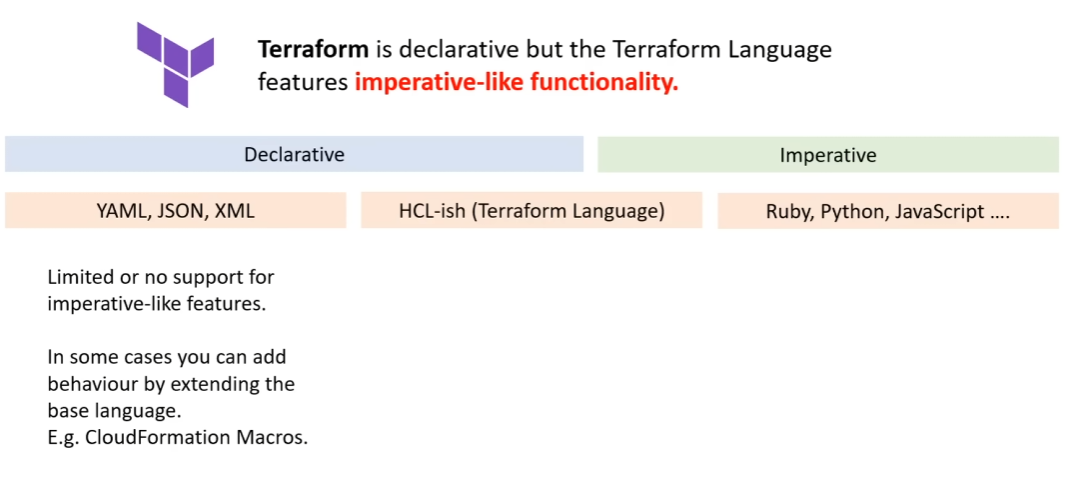 Terraform is declarative but the Terraform Language
features imperative-like functionality.
Declarative
Imperative
YAML, JSON, XML
HCL-ish (Terraform Language)
Ruby, Python, JavaScript ....
Limited or no support for
imperative-like features.
In some cases you can add
behaviour by extending the
base language.
E.g. CloudFormation Macros.